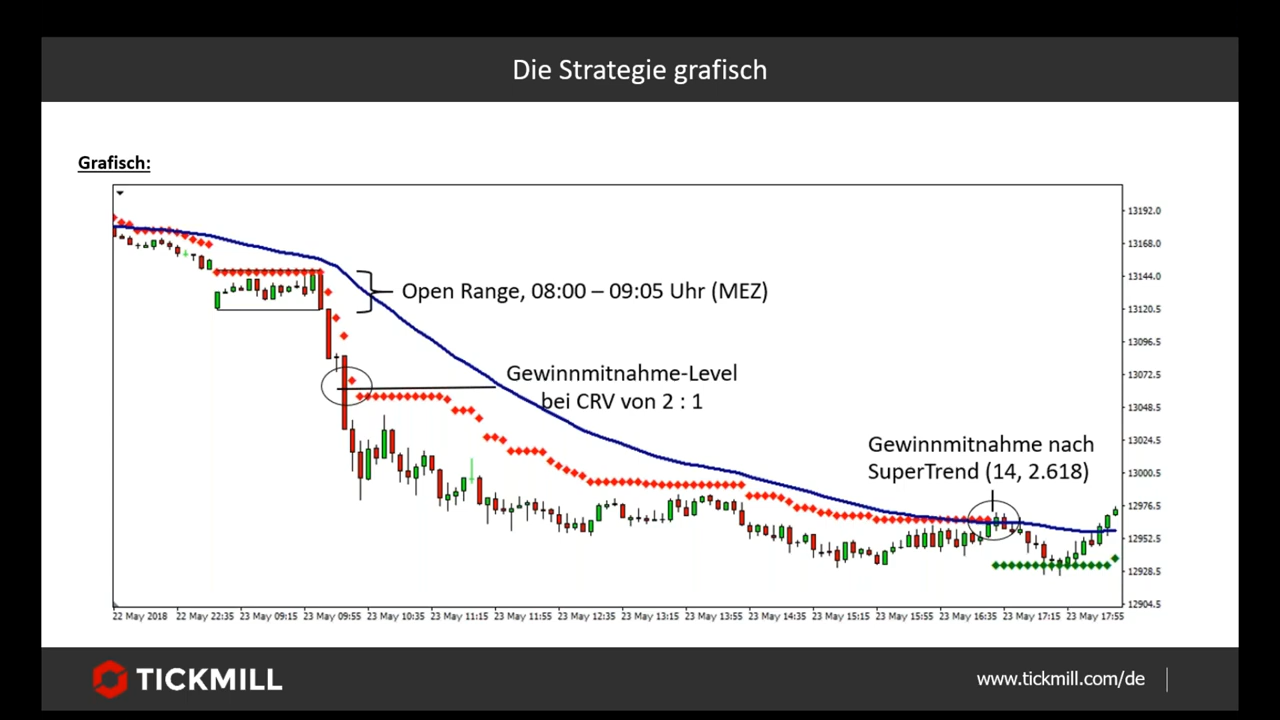 Die Strategie grafisch
Grafisch:
13192.0
13168.0
13144.0
13120.5
13096.5
13072.5
13048.5
13024.5
13000.5
12976.5
12952.5
12928.5
12904.5
Open Range, 08:00 – 09:05 Uhr (MEZ)
Gewinnmitnahme-Level
bei CRV von 2 : 1
Gewinnmitnahme nach
SuperTrend (14, 2.618)
22 May 2018 22 May 22:35 23 May 09:15 23 May 09:55 23 May 10:35 23 May 11:15 23 May 11:55 23 May 12:35 23 May 13:15 23 May 13:55 23 May 14:35 23 May 15:15 23 May 15:55 23 May 16:35 23 May 17:15 23 May 17:55
TICKMILL
www.tickmill.com/de